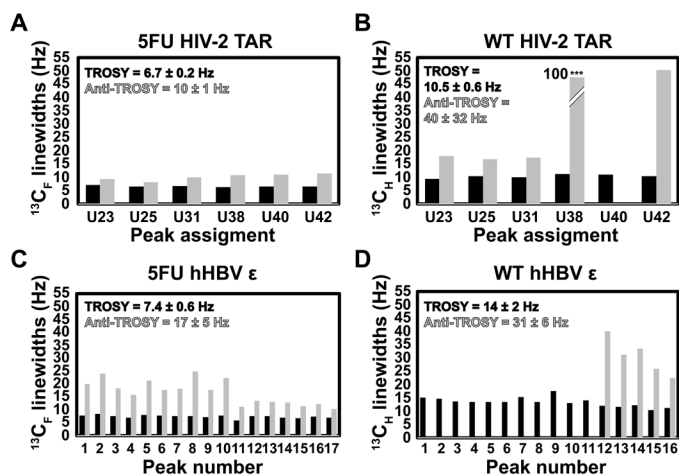 A
5FU HIV-2 TAR
¹³C_F linewidths (Hz)
55
50
45
40
35
30
25
20
15
10
5
0
TROSY = 6.7 ± 0.2 Hz
Anti-TROSY = 10 ± 1 Hz
U23 U25 U31 U38 U40 U42
Peak assigment
B
WT HIV-2 TAR
¹³C_H linewidths (Hz)
55
50
45
40
35
30
25
20
15
10
5
0
TROSY =
10.5 ± 0.6 Hz
Anti-TROSY =
40 ± 32 Hz
100 ***
U23 U25 U31 U38 U40 U42
Peak assigment
C
5FU hHBV ε
¹³C_F linewidths (Hz)
55
50
45
40
35
30
25
20
15
10
5
0
TROSY = 7.4 ± 0.6 Hz
Anti-TROSY = 17 ± 5 Hz
1 2 3 4 5 6 7 8 9 10 11 12 13 14 15 16 17
Peak number
D
WT hHBV ε
¹³C_H linewidths (Hz)
55
50
45
40
35
30
25
20
15
10
5
0
TROSY = 14 ± 2 Hz
Anti-TROSY = 31 ± 6 Hz
1 2 3 4 5 6 7 8 9 10 11 12 13 14 15 16
Peak number